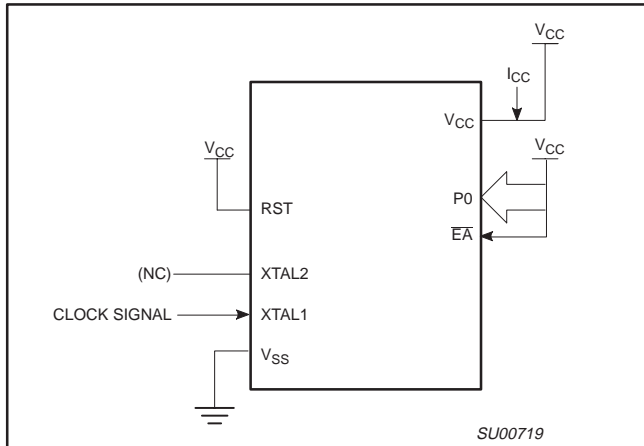 VCC
ICC
VCC
VCC
VCC
P0
RST
EA
(NC)
XTAL2
CLOCK SIGNAL
XTAL1
VSS
SU00719